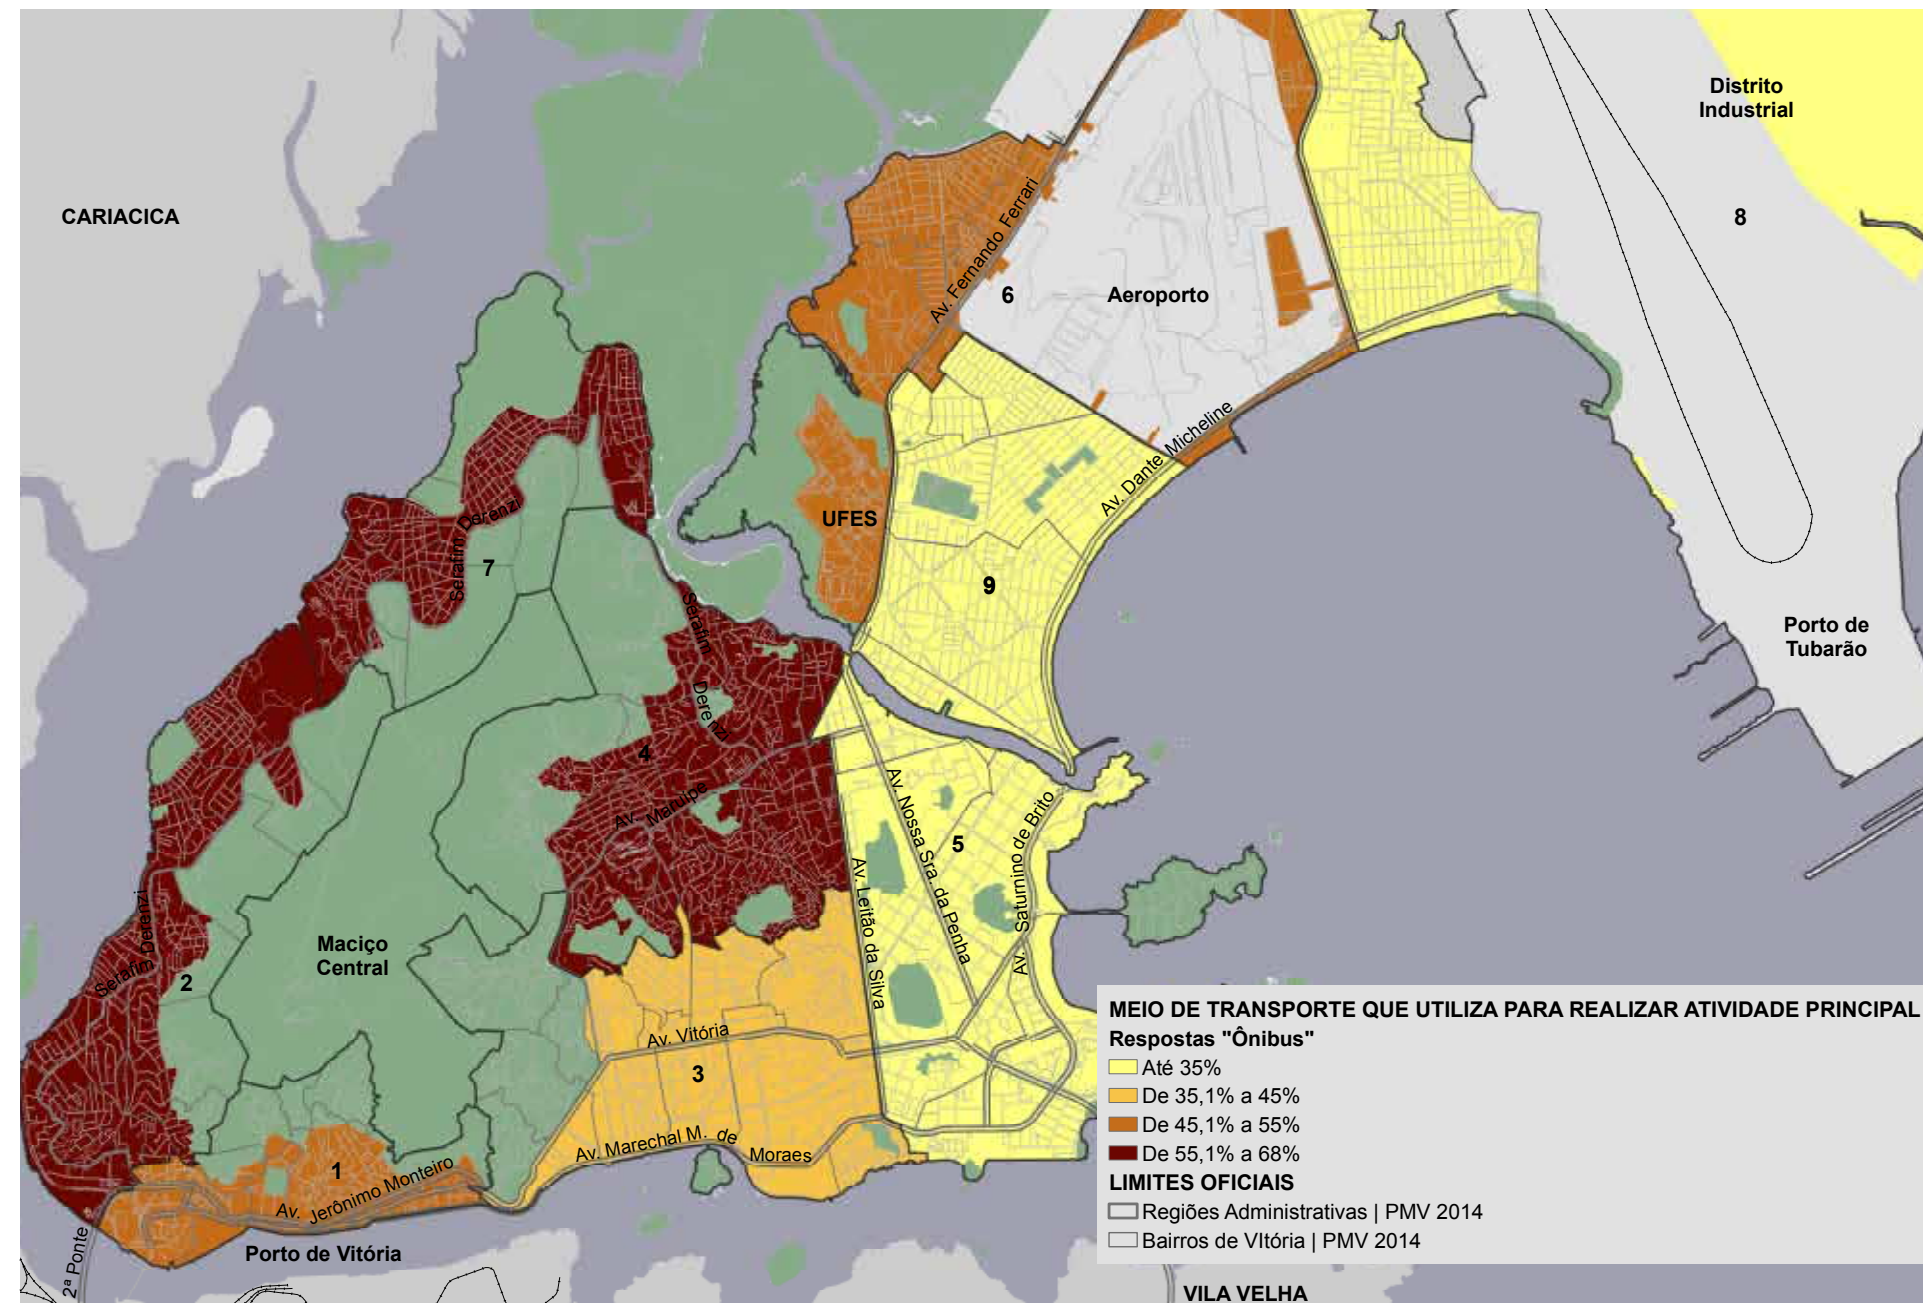 Distrito
Industrial
CARIACICA
8
Av. Fernando Ferrari
6
Aeroporto
Av. Dante Micheline
UFES
Serafim Derenzi
7
9
Serafim Derenzi
Porto de
Tubarão
4
Av. Maruípe
Av. Nossa Sra. da Penha
5
Av. Saturnino de Brito
Av. Leitão da Silva
Serafim Derenzi
2
Maciço
Central
Av. Vitória
3
Av. Marechal M. de Moraes
1
Av. Jerônimo Monteiro
Porto de Vitória
2ª Ponte
VILA VELHA
MEIO DE TRANSPORTE QUE UTILIZA PARA REALIZAR ATIVIDADE PRINCIPAL
Respostas "Ônibus"
Até 35%
De 35,1% a 45%
De 45,1% a 55%
De 55,1% a 68%
LIMITES OFICIAIS
Regiões Administrativas | PMV 2014
Bairros de VItória | PMV 2014